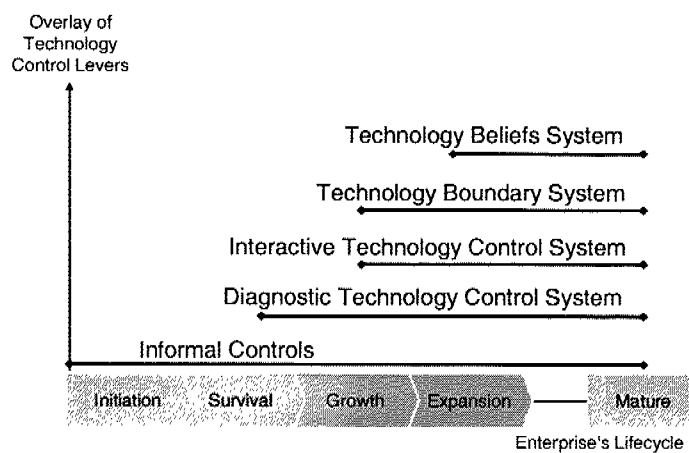 Overlay of
Technology
Control Levers
Technology Beliefs System
Technology Boundary System
Interactive Technology Control System
Diagnostic Technology Control System
Informal Controls
Initiation Survival Growth Expansion Mature
Enterprise's Lifecycle